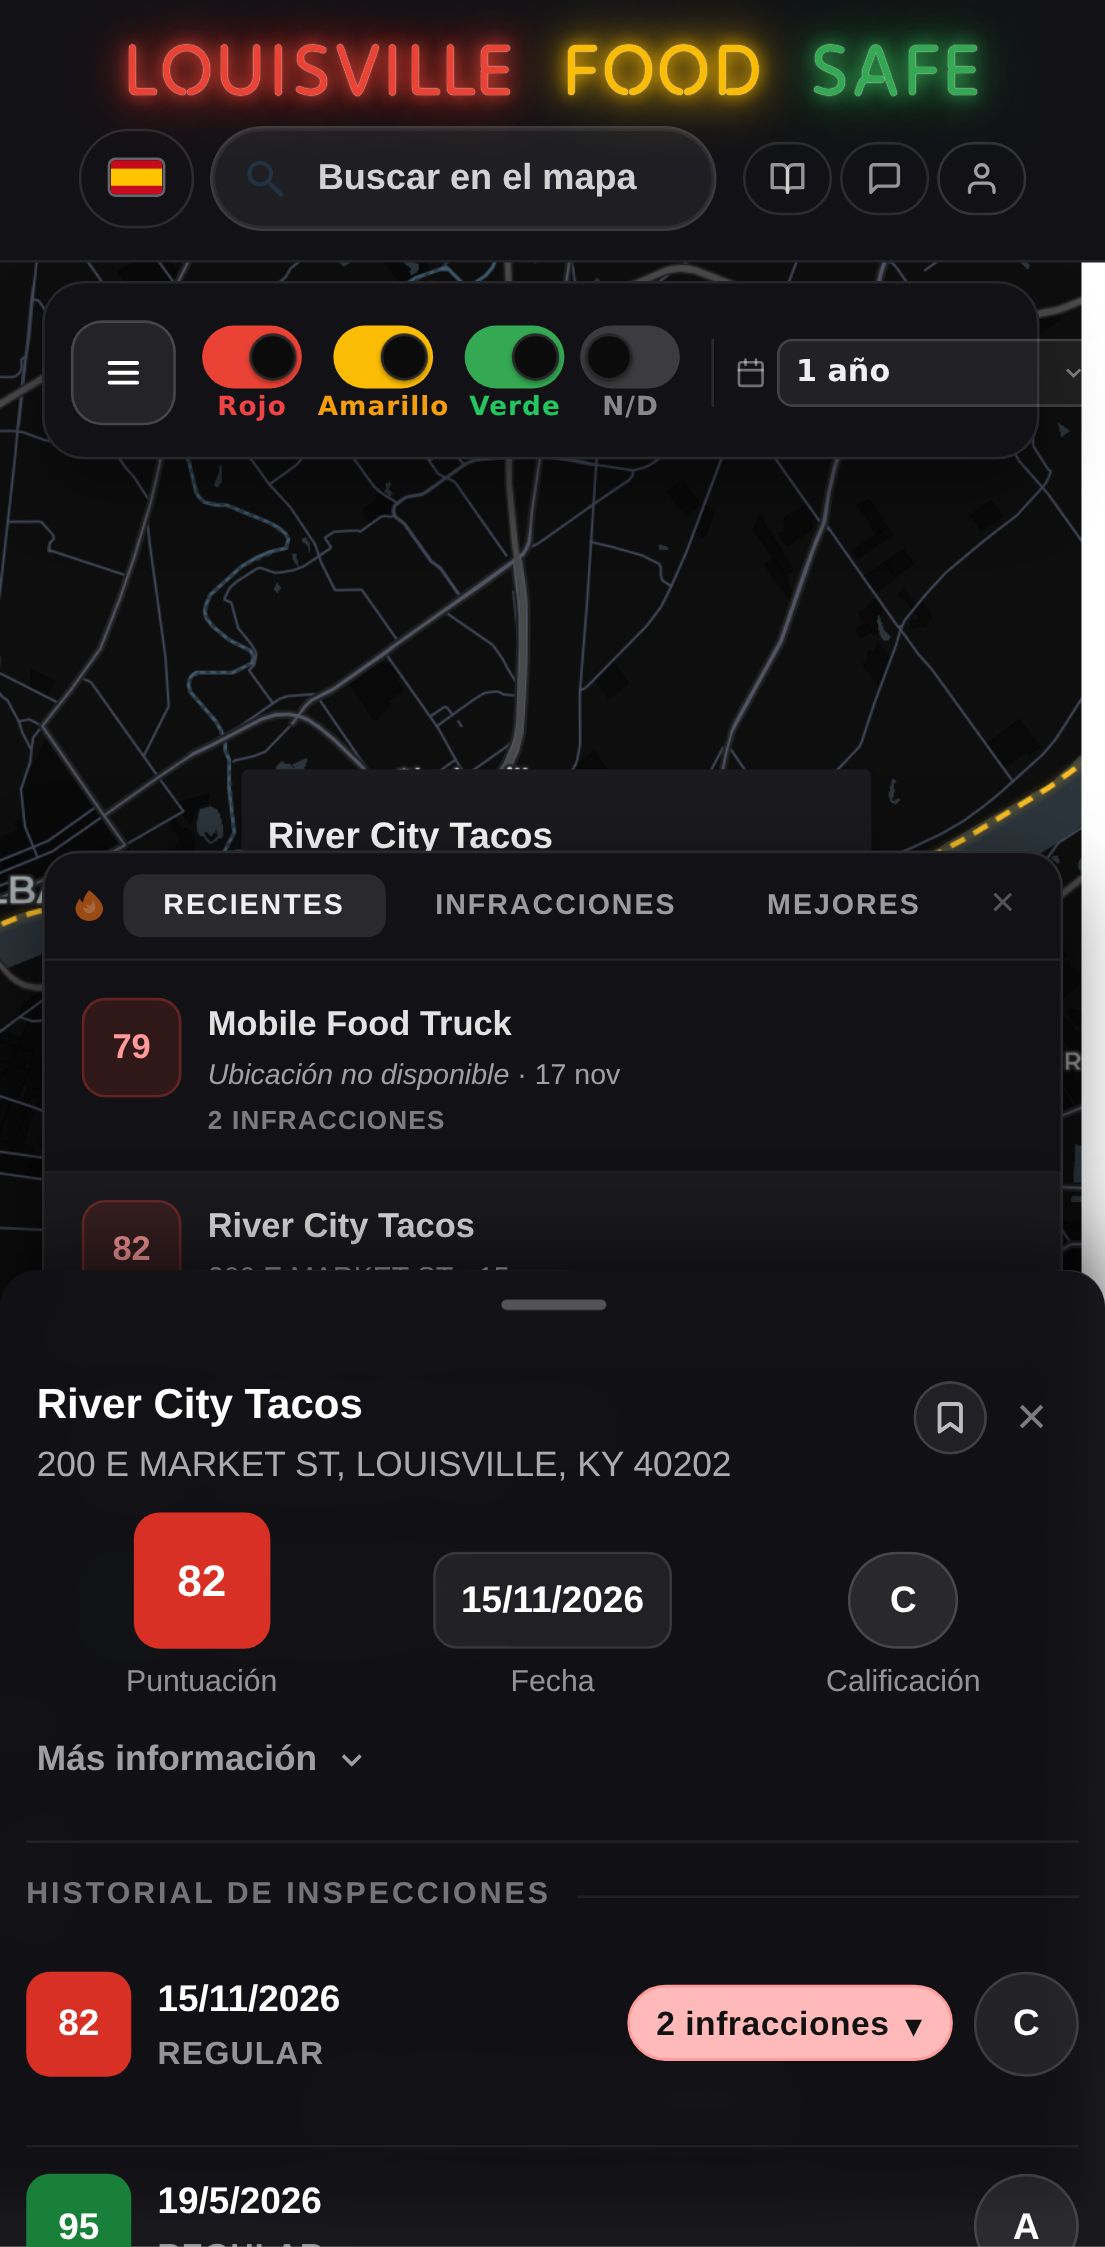 LOUISVILLE FOOD SAFE
Buscar en el mapa
Rojo Amarillo Verde N/D
1 año
River City Tacos
RECIENTES INFRACCIONES MEJORES
79
Mobile Food Truck
Ubicación no disponible · 17 nov
2 INFRACCIONES
82
River City Tacos
River City Tacos
200 E MARKET ST, LOUISVILLE, KY 40202
82 15/11/2026 C
Puntuación Fecha Calificación
Más información
HISTORIAL DE INSPECCIONES
82
15/11/2026
REGULAR
2 infracciones ▼
C
95
19/5/2026
A